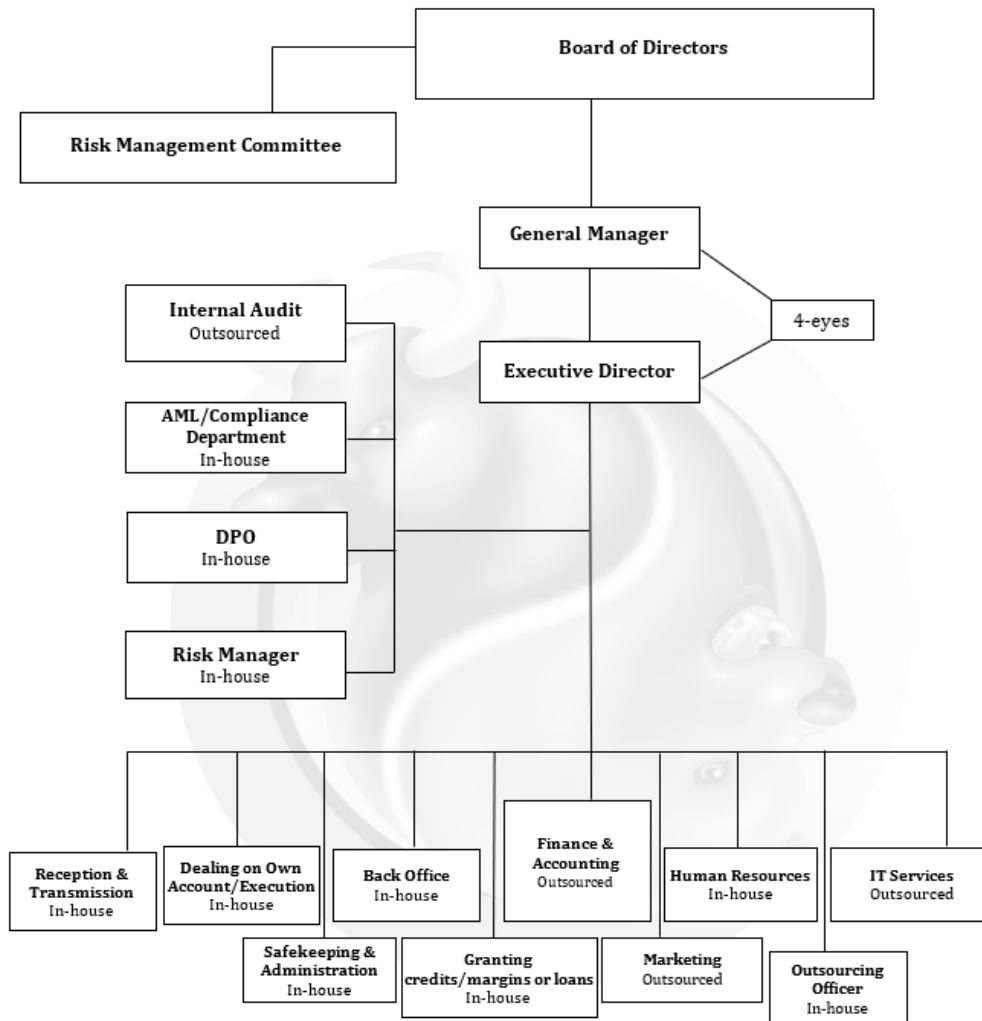 Board of Directors
Risk Management Committee
General Manager
Internal Audit
Outsourced
4-eyes
Executive Director
AML/Compliance
Department
In-house
DPO
In-house
Risk Manager
In-house
Reception &
Transmission
In-house
Dealing on Own
Account/Execution
In-house
Back Office
In-house
Finance &
Accounting
Outsourced
Human Resources
In-house
IT Services
Outsourced
Safekeeping &
Administration
In-house
Granting
credits/margins or loans
In-house
Marketing
Outsourced
Outsourcing
Officer
In-house